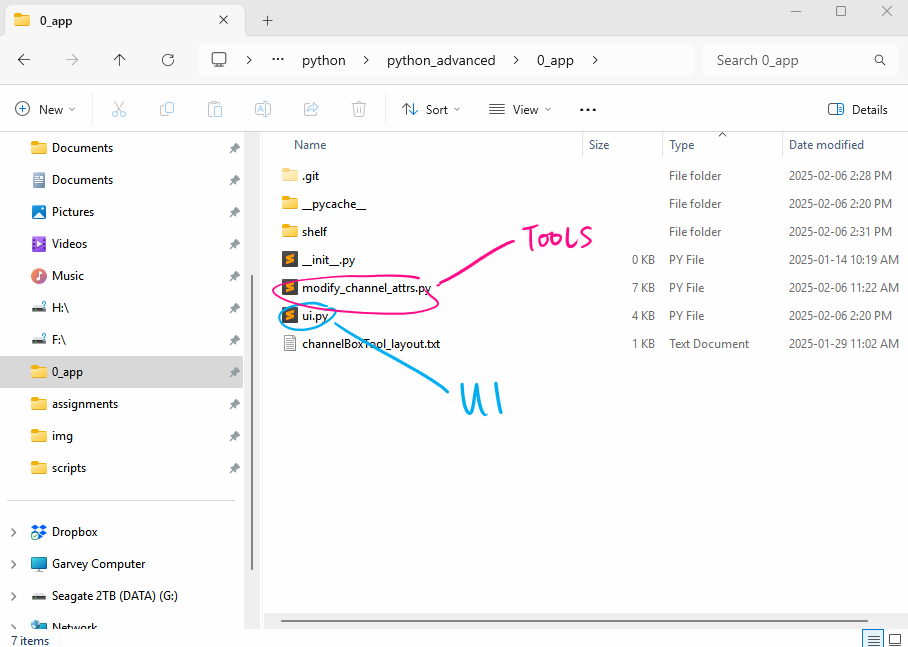 0_app
python
python_advanced
0_app
Search 0_app
New
Sort
View
Details
Documents
Documents
Pictures
Videos
Music
H:\
F:\
0_app
assignments
img
scripts
Dropbox
Garvey Computer
Seagate 2TB (DATA) (G:)
Network
Name Size Type Date modified
.git File folder 2025-02-06 2:28 PM
__pycache__ File folder 2025-02-06 2:20 PM
shelf File folder 2025-02-06 2:31 PM
__init__.py 0 KB PY File 2025-01-14 10:19 AM
modify_channel_attrs.py 7 KB PY File 2025-02-06 11:22 AM
ui.py 4 KB PY File 2025-02-06 2:20 PM
channelBoxTool_layout.txt 1 KB Text Document 2025-01-29 11:02 AM
TOOLS
UI
7 items